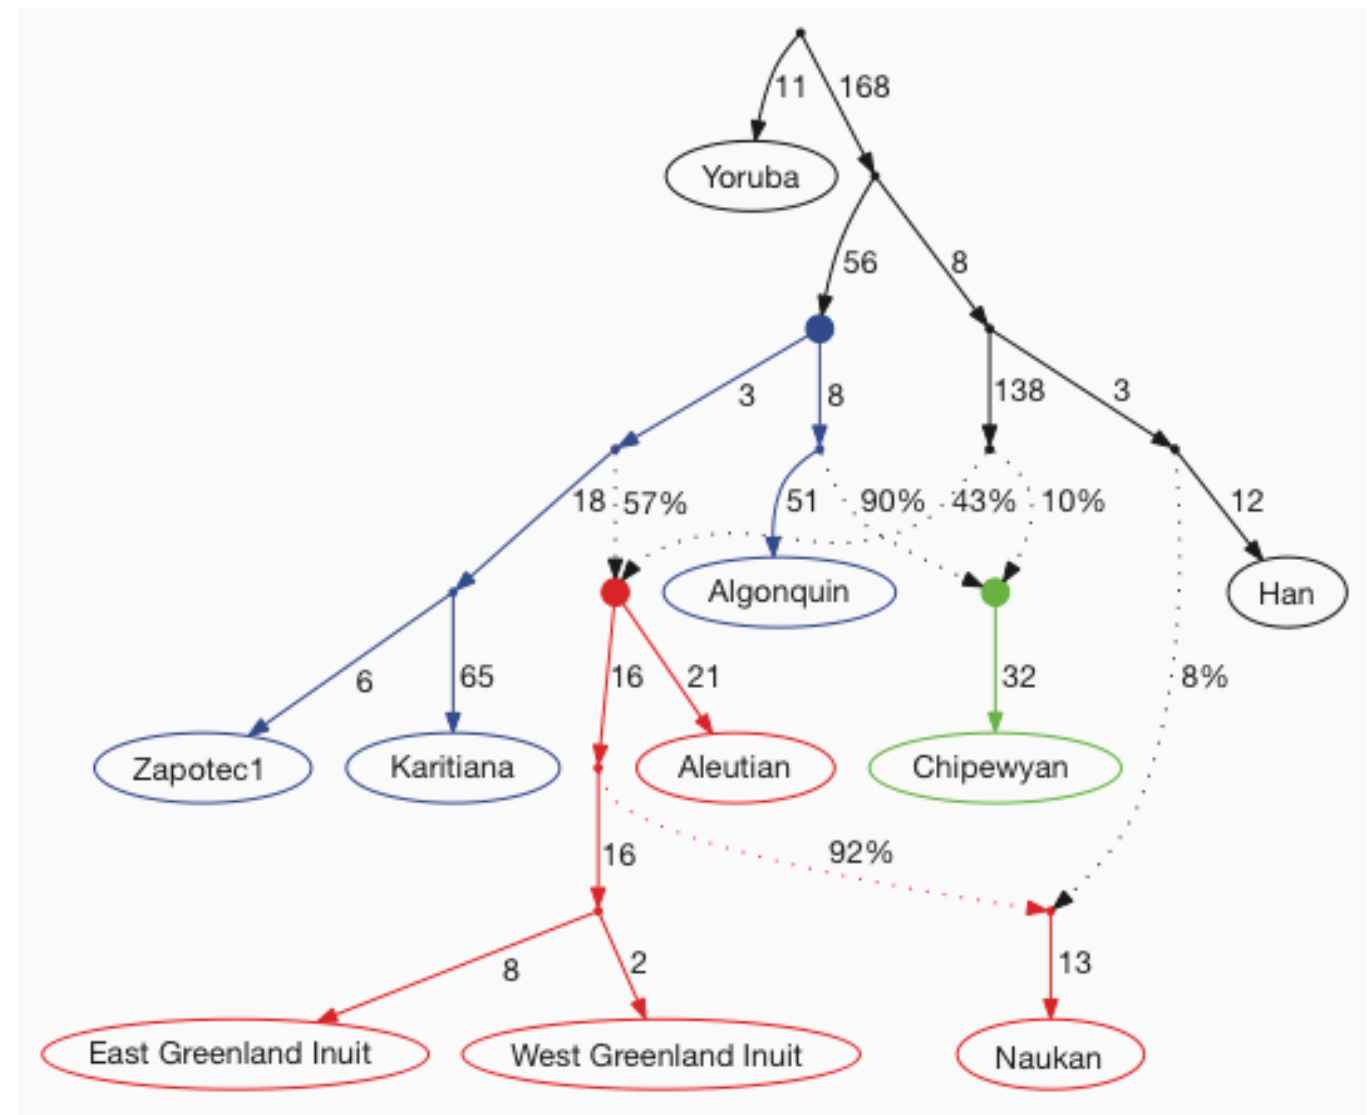 11 168
Yoruba
56 8
3 8 138 3
18 57% 51 90% 43% 10% 12
Algonquin Han
6 65 16 21 32 8%
Zapotec1 Karitiana Aleutian Chipewyan
16 92%
8 2 13
East Greenland Inuit West Greenland Inuit Naukan